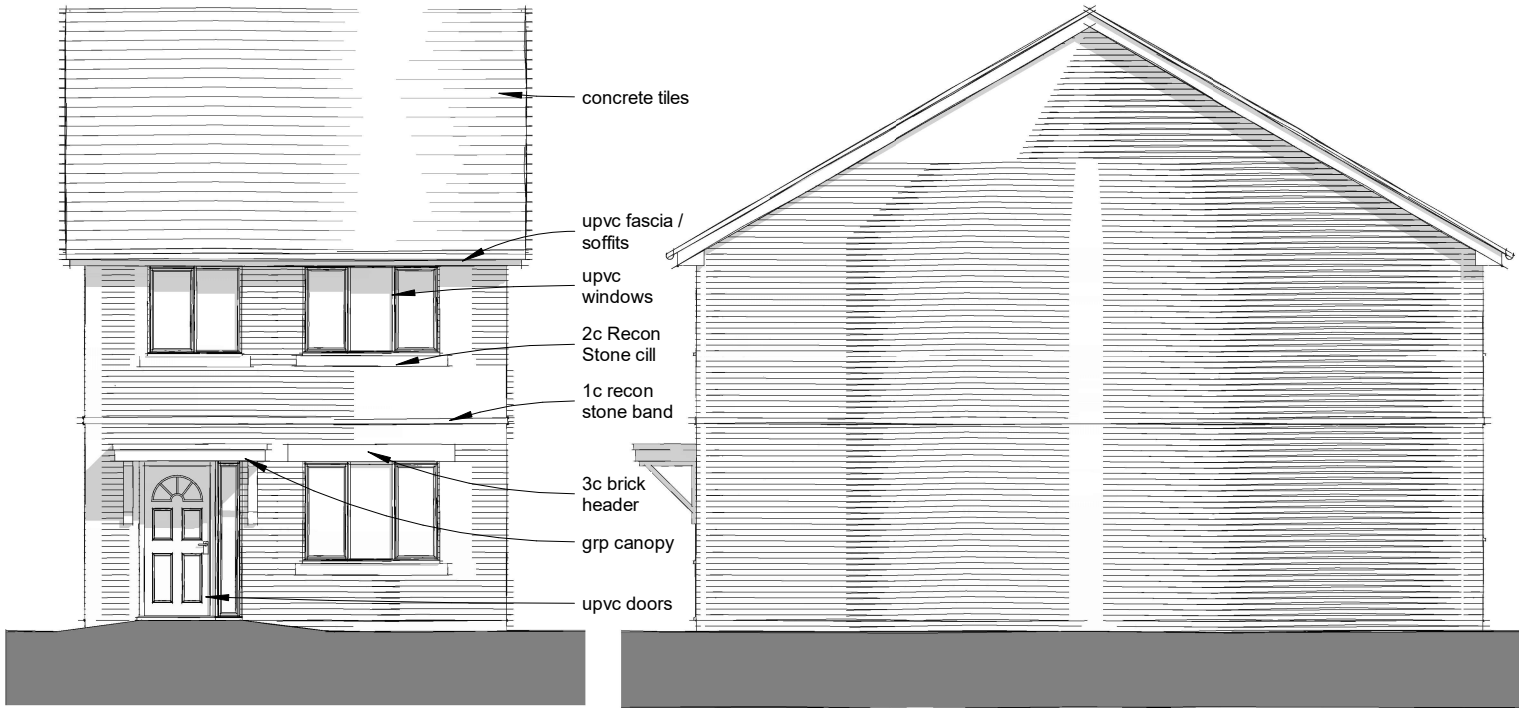 concrete tiles
upvc fascia /
soffits
upvc
windows
2c Recon
Stone cill
1c recon
stone band
3c brick
header
grp canopy
upvc doors